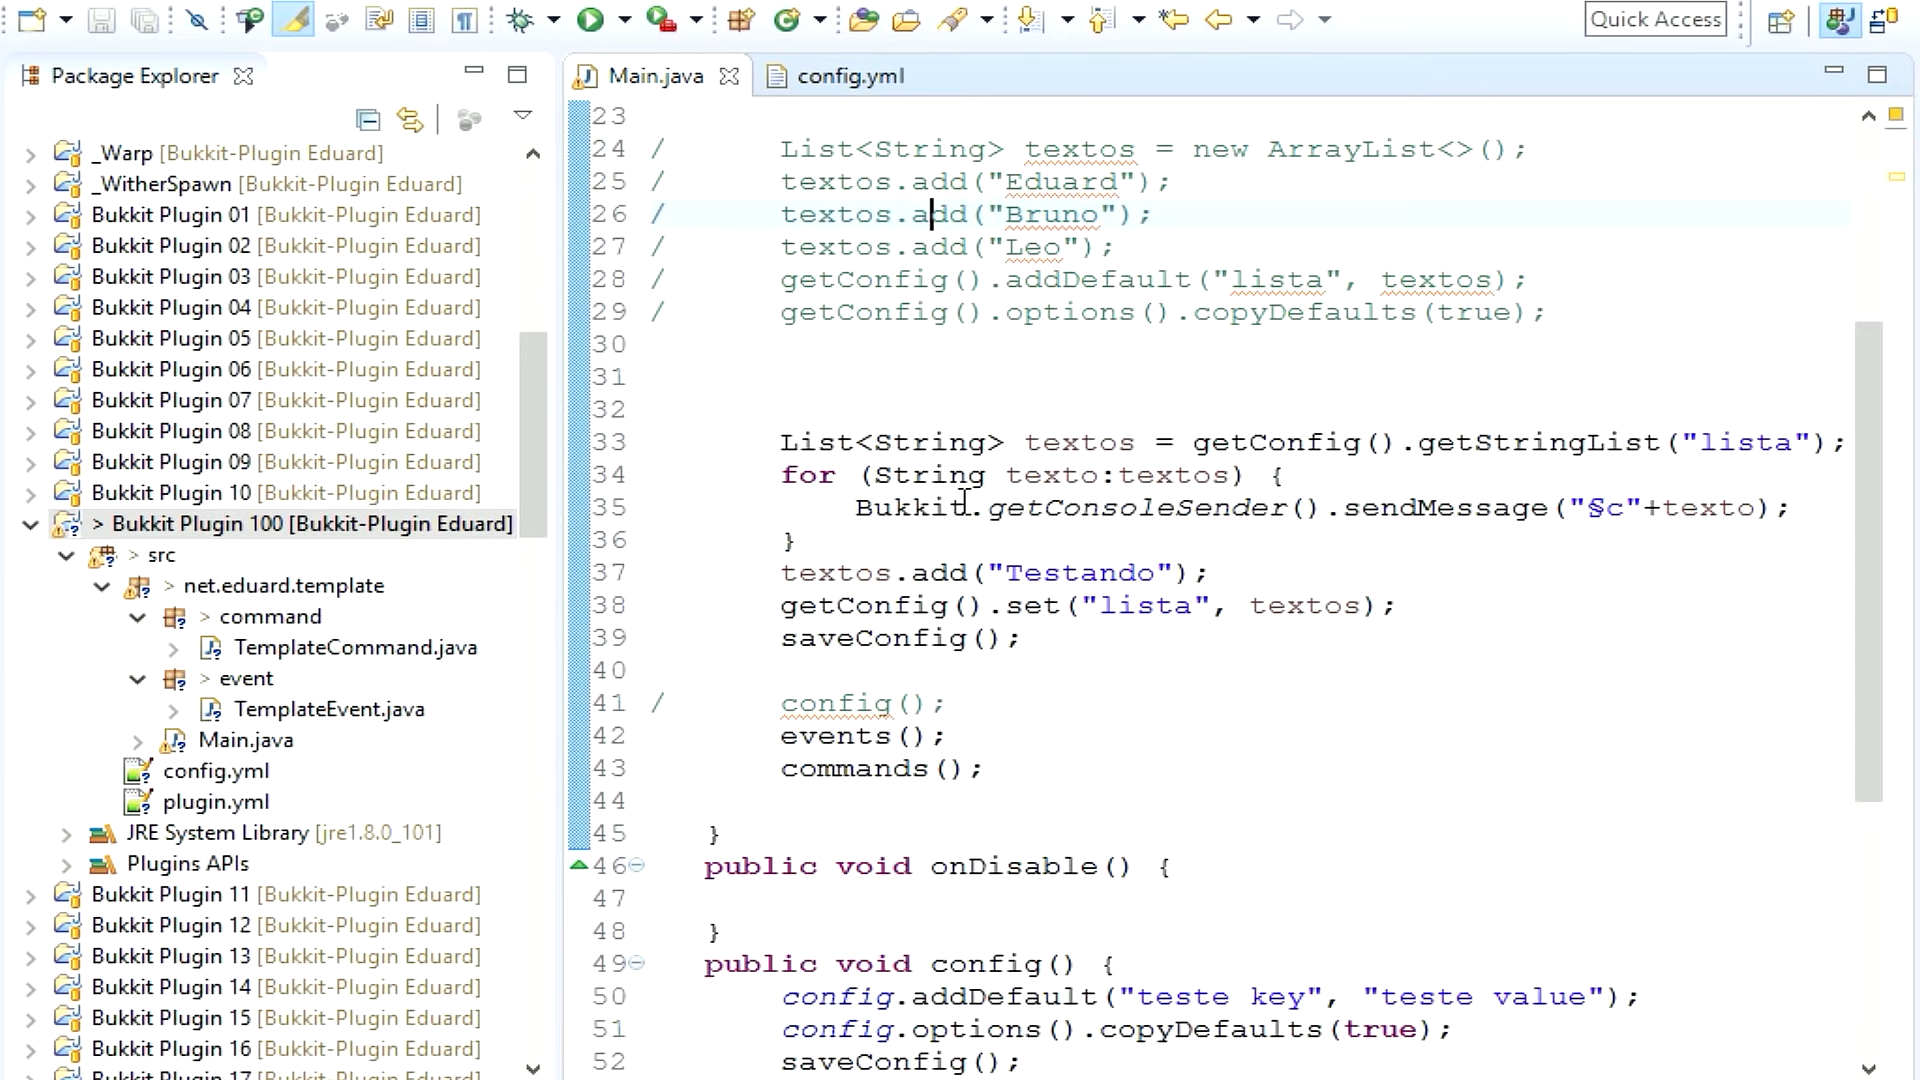 Quick Access
Package Explorer
_Warp [Bukkit-Plugin Eduard]
_WitherSpawn [Bukkit-Plugin Eduard]
Bukkit Plugin 01 [Bukkit-Plugin Eduard]
Bukkit Plugin 02 [Bukkit-Plugin Eduard]
Bukkit Plugin 03 [Bukkit-Plugin Eduard]
Bukkit Plugin 04 [Bukkit-Plugin Eduard]
Bukkit Plugin 05 [Bukkit-Plugin Eduard]
Bukkit Plugin 06 [Bukkit-Plugin Eduard]
Bukkit Plugin 07 [Bukkit-Plugin Eduard]
Bukkit Plugin 08 [Bukkit-Plugin Eduard]
Bukkit Plugin 09 [Bukkit-Plugin Eduard]
Bukkit Plugin 10 [Bukkit-Plugin Eduard]
> Bukkit Plugin 100 [Bukkit-Plugin Eduard]
> src
> net.eduard.template
> command
TemplateCommand.java
> event
TemplateEvent.java
Main.java
config.yml
plugin.yml
JRE System Library [jre1.8.0_101]
Plugins APIs
Bukkit Plugin 11 [Bukkit-Plugin Eduard]
Bukkit Plugin 12 [Bukkit-Plugin Eduard]
Bukkit Plugin 13 [Bukkit-Plugin Eduard]
Bukkit Plugin 14 [Bukkit-Plugin Eduard]
Bukkit Plugin 15 [Bukkit-Plugin Eduard]
Bukkit Plugin 16 [Bukkit-Plugin Eduard]
Bukkit Plugin 17 [Bukkit-Plugin Eduard]
Main.java
config.yml
23
24 / List<String> textos = new ArrayList<>();
25 / textos.add("Eduard");
26 / textos.add("Bruno");
27 / textos.add("Leo");
28 / getConfig().addDefault("lista", textos);
29 / getConfig().options().copyDefaults(true);
30
31
32
33 List<String> textos = getConfig().getStringList("lista");
34 for (String texto:textos) {
35 Bukkit.getConsoleSender().sendMessage("§c"+texto);
36 }
37 textos.add("Testando");
38 getConfig().set("lista", textos);
39 saveConfig();
40
41 / config();
42 events();
43 commands();
44
45 }
46 public void onDisable() {
47
48 }
49 public void config() {
50 config.addDefault("teste key", "teste value");
51 config.options().copyDefaults(true);
52 saveConfig();